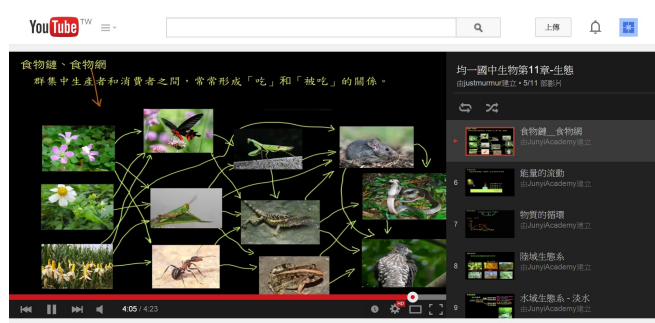 YouTube TW
上傳
食物鏈、食物網
群集中生產者和消費者之間，常常形成「吃」和「被吃」的關係。
4:05 / 4:23
HD
均一國中生物第11章-生態
由justmurmur建立 • 5/11 部影片
食物鏈__食物網
由JunyiAcademy建立
6
能量的流動
由JunyiAcademy建立
7
物質的循環
由JunyiAcademy建立
8
陸域生態系
由JunyiAcademy建立
9
水域生態系 - 淡水
由JunyiAcademy建立